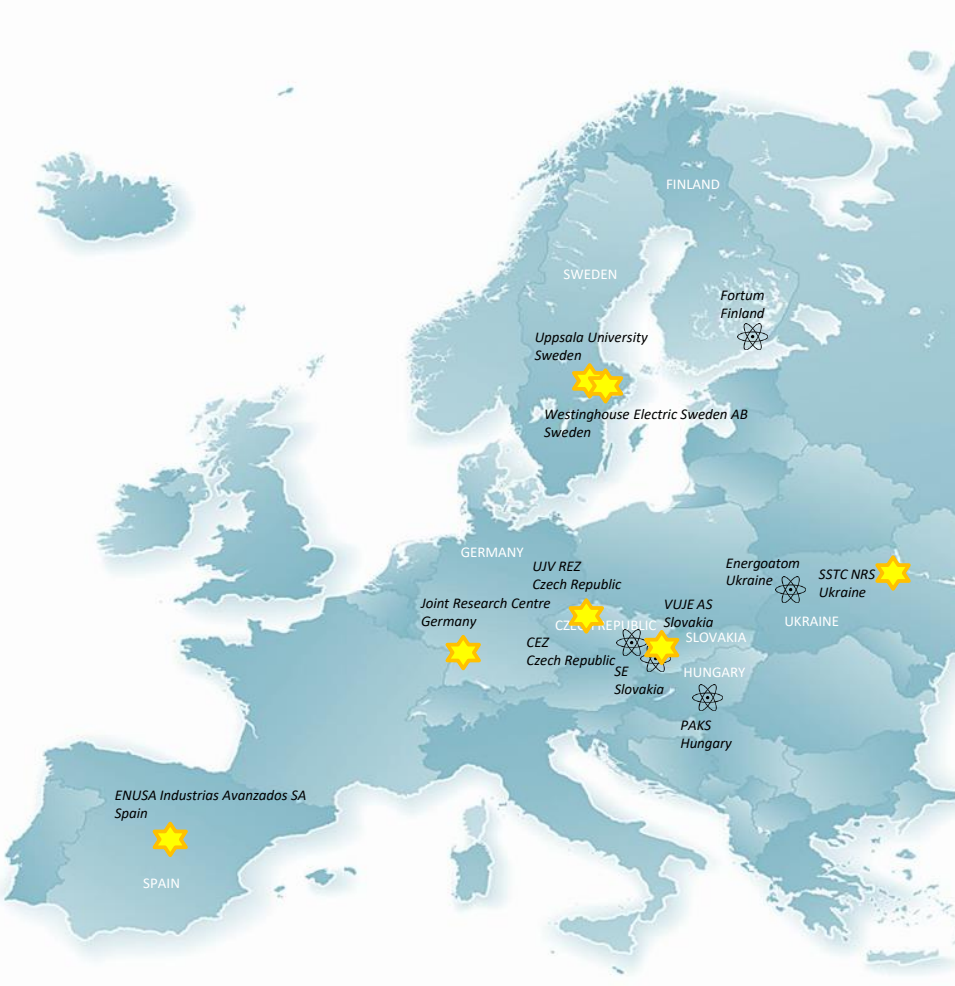 FINLAND
SWEDEN
Fortum
Finland
Uppsala University
Sweden
Westinghouse Electric Sweden AB
Sweden
GERMANY
UJV REZ
Czech Republic
Energoatom
Ukraine
SSTC NRS
Ukraine
Joint Research Centre
Germany
VUJE AS
Slovakia
CZECH REPUBLIC
UKRAINE
SLOVAKIA
CEZ
Czech Republic
SE
Slovakia
HUNGARY
PAKS
Hungary
ENUSA Industrias Avanzados SA
Spain
SPAIN